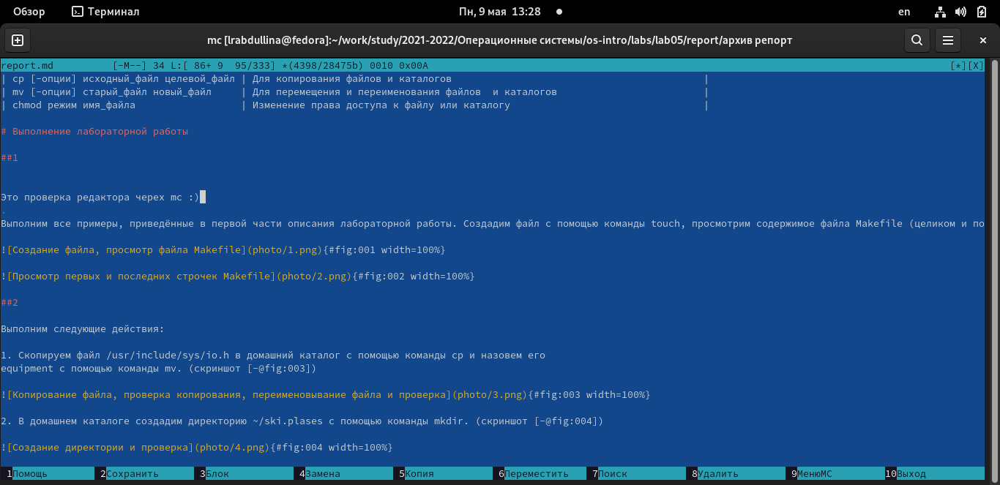 Обзор Терминал Пн, 9 мая 13:28 en
mc [lrabdullina@fedora]:~/work/study/2021-2022/Операционные системы/os-intro/labs/lab05/report/архив репорт
report.md [-M--] 34 L:[ 86+ 9 95/333] *(4398/28475b) 0010 0x00A [*][X]
| cp [-опции] исходный_файл целевой_файл | Для копирования файлов и каталогов |
| mv [-опции] старый_файл новый_файл | Для перемещения и переименования файлов и каталогов |
| chmod режим имя_файла | Изменение права доступа к файлу или каталогу |
# Выполнение лабораторной работы
##1
Это проверка редактора черех mc :)
.
Выполним все примеры, приведённые в первой части описания лабораторной работы. Создадим файл с помощью команды touch, просмотрим содержимое файла Makefile (целиком и по
![Создание файла, просмотр файла Makefile](photo/1.png){#fig:001 width=100%}
![Просмотр первых и последних строчек Makefile](photo/2.png){#fig:002 width=100%}
##2
Выполним следующие действия:
1. Скопируем файл /usr/include/sys/io.h в домашний каталог с помощью команды cp и назовем его
equipment с помощью команды mv. (скриншот [-@fig:003])
![Копирование файла, проверка копирования, переименовывание файла и проверка](photo/3.png){#fig:003 width=100%}
2. В домашнем каталоге создадим директорию ~/ski.plases с помощью команды mkdir. (скриншот [-@fig:004])
![Создание директории и проверка](photo/4.png){#fig:004 width=100%}
1Помощь 2Сохранить 3Блок 4Замена 5Копия 6Переместить 7Поиск 8Удалить 9МенюМС 10Выход